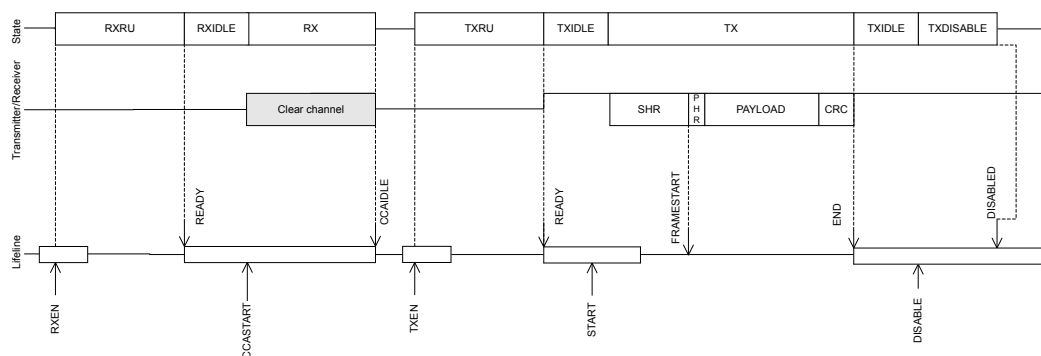 State
RXRU
RXIDLE
RX
TXRU
TXIDLE
TX
TXIDLE
TXDISABLE
Transmitter/Receiver
Clear channel
SHR
PHR
PAYLOAD
CRC
READY
CCAIDLE
READY
FRAMESTART
END
DISABLED
Lifeline
RXEN
CCASTART
TXEN
START
DISABLE